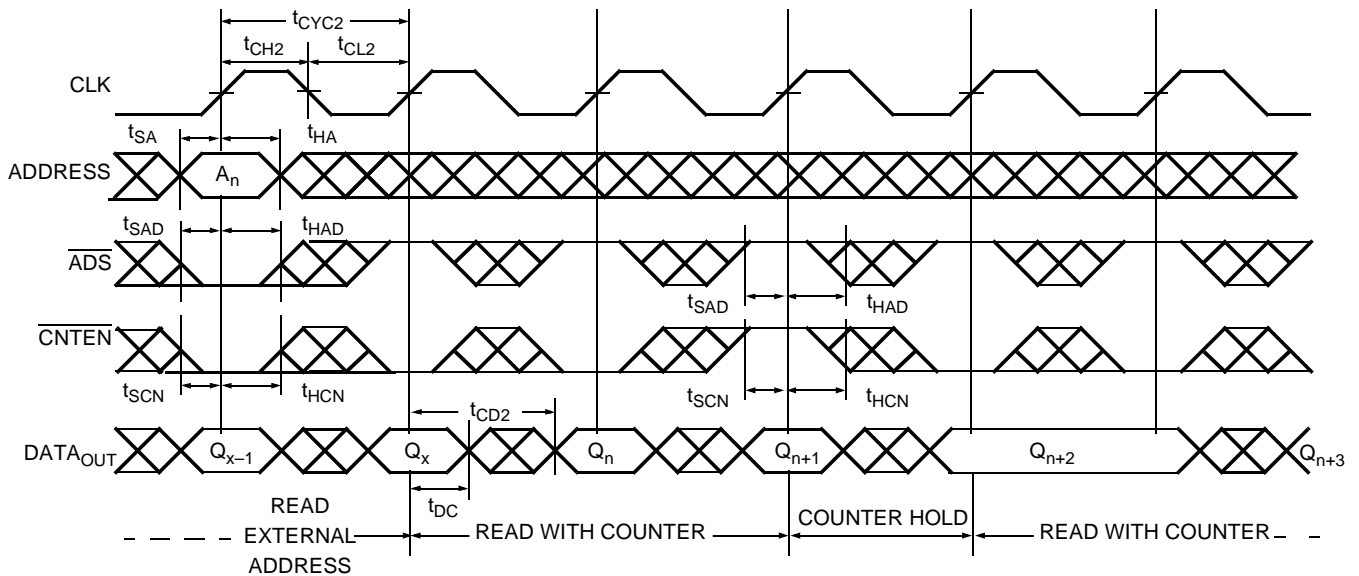 tCYC2
tCH2 tCL2
CLK
tSA tHA
ADDRESS An
tSAD tHAD
ADS
tSAD tHAD
CNTEN
tSCN tHCN tSCN tHCN
tCD2
DATAOUT Qx–1 Qx Qn Qn+1 Qn+2 Qn+3
tDC
READ
EXTERNAL
ADDRESS
READ WITH COUNTER
COUNTER HOLD
READ WITH COUNTER